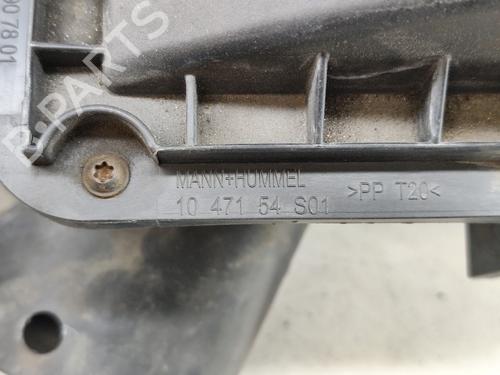 MANN+HUMMEL
10 471 54 S01
>PP T20<
B-PARTS